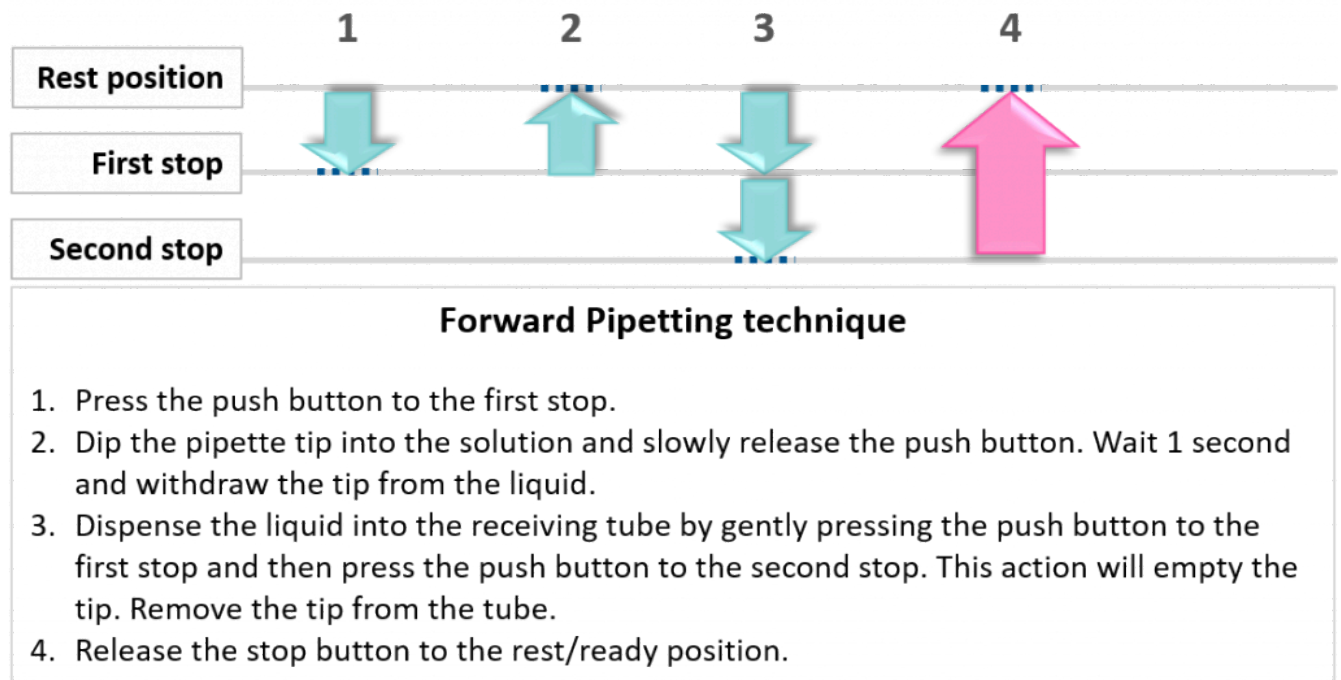 1 2 3 4
Rest position
First stop
Second stop
Forward Pipetting technique
1. Press the push button to the first stop.
2. Dip the pipette tip into the solution and slowly release the push button. Wait 1 second
and withdraw the tip from the liquid.
3. Dispense the liquid into the receiving tube by gently pressing the push button to the
first stop and then press the push button to the second stop. This action will empty the
tip. Remove the tip from the tube.
4. Release the stop button to the rest/ready position.